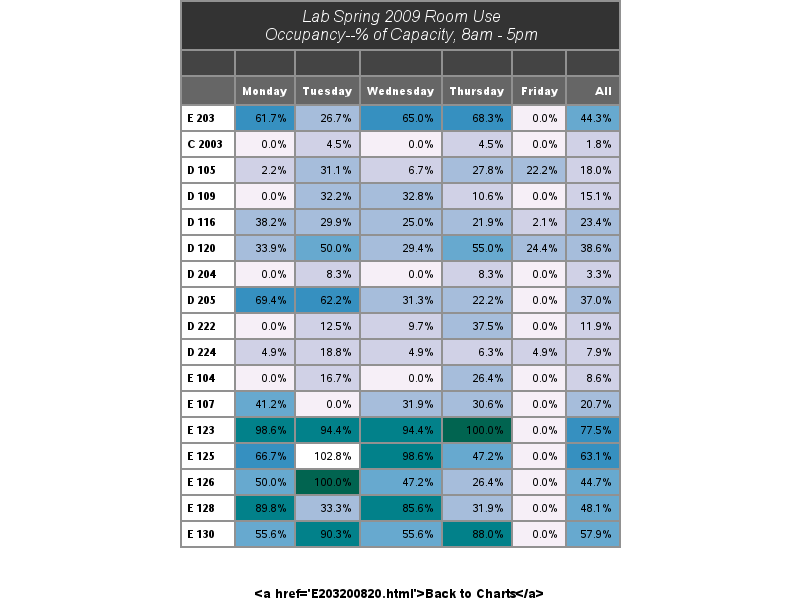 Lab Spring 2009 Room Use
Occupancy--% of Capacity, 8am - 5pm
Monday Tuesday Wednesday Thursday Friday All
E 203 61.7% 26.7% 65.0% 68.3% 0.0% 44.3%
C 2003 0.0% 4.5% 0.0% 4.5% 0.0% 1.8%
D 105 2.2% 31.1% 6.7% 27.8% 22.2% 18.0%
D 109 0.0% 32.2% 32.8% 10.6% 0.0% 15.1%
D 116 38.2% 29.9% 25.0% 21.9% 2.1% 23.4%
D 120 33.9% 50.0% 29.4% 55.0% 24.4% 38.6%
D 204 0.0% 8.3% 0.0% 8.3% 0.0% 3.3%
D 205 69.4% 62.2% 31.3% 22.2% 0.0% 37.0%
D 222 0.0% 12.5% 9.7% 37.5% 0.0% 11.9%
D 224 4.9% 18.8% 4.9% 6.3% 4.9% 7.9%
E 104 0.0% 16.7% 0.0% 26.4% 0.0% 8.6%
E 107 41.2% 0.0% 31.9% 30.6% 0.0% 20.7%
E 123 98.6% 94.4% 94.4% 100.0% 0.0% 77.5%
E 125 66.7% 102.8% 98.6% 47.2% 0.0% 63.1%
E 126 50.0% 100.0% 47.2% 26.4% 0.0% 44.7%
E 128 89.8% 33.3% 85.6% 31.9% 0.0% 48.1%
E 130 55.6% 90.3% 55.6% 88.0% 0.0% 57.9%
<a href='E203200820.html'>Back to Charts</a>